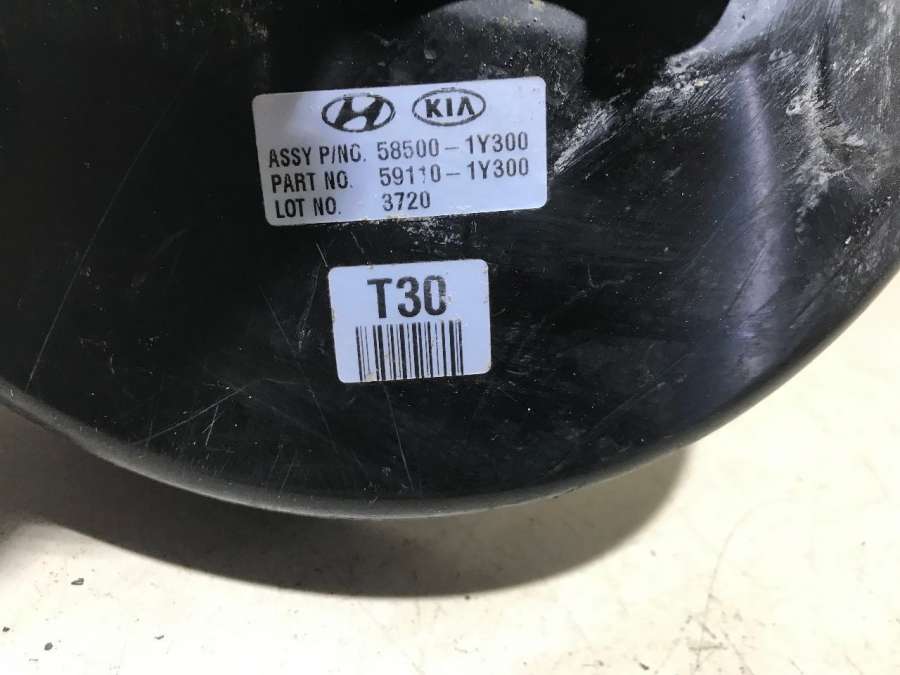 KIA
ASSY P/NO. 58500-1Y300
PART NO. 59110-1Y300
LOT NO. 3720
T30